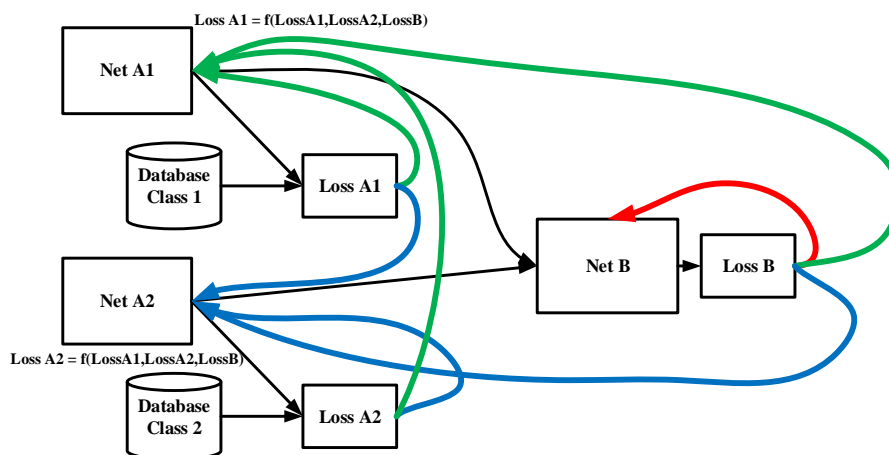 Loss A1 = f(LossA1,LossA2,LossB)
Net A1
Database
Class 1
Loss A1
Net B
Loss B
Net A2
Loss A2 = f(LossA1,LossA2,LossB)
Database
Class 2
Loss A2